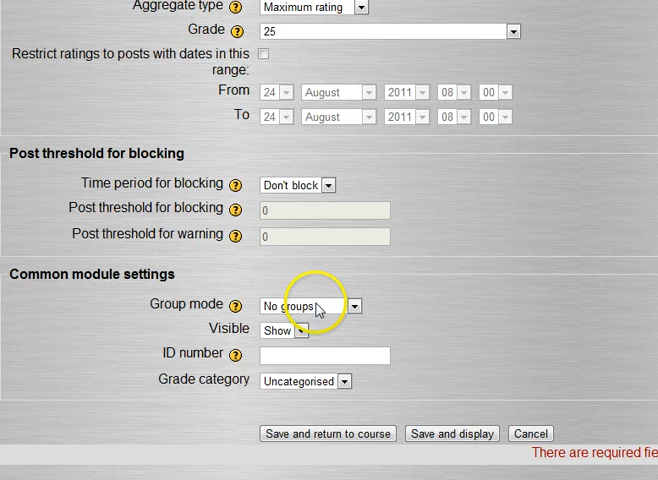 Aggregate type ? Maximum rating
Grade ? 25
Restrict ratings to posts with dates in this
range:
From 24 August 2011 08 00
To 24 August 2011 08 00
Post threshold for blocking
Time period for blocking ? Don't block
Post threshold for blocking ? 0
Post threshold for warning ? 0
Common module settings
Group mode ? No groups
Visible Show
ID number ?
Grade category Uncategorised
Save and return to course Save and display Cancel
There are required fie